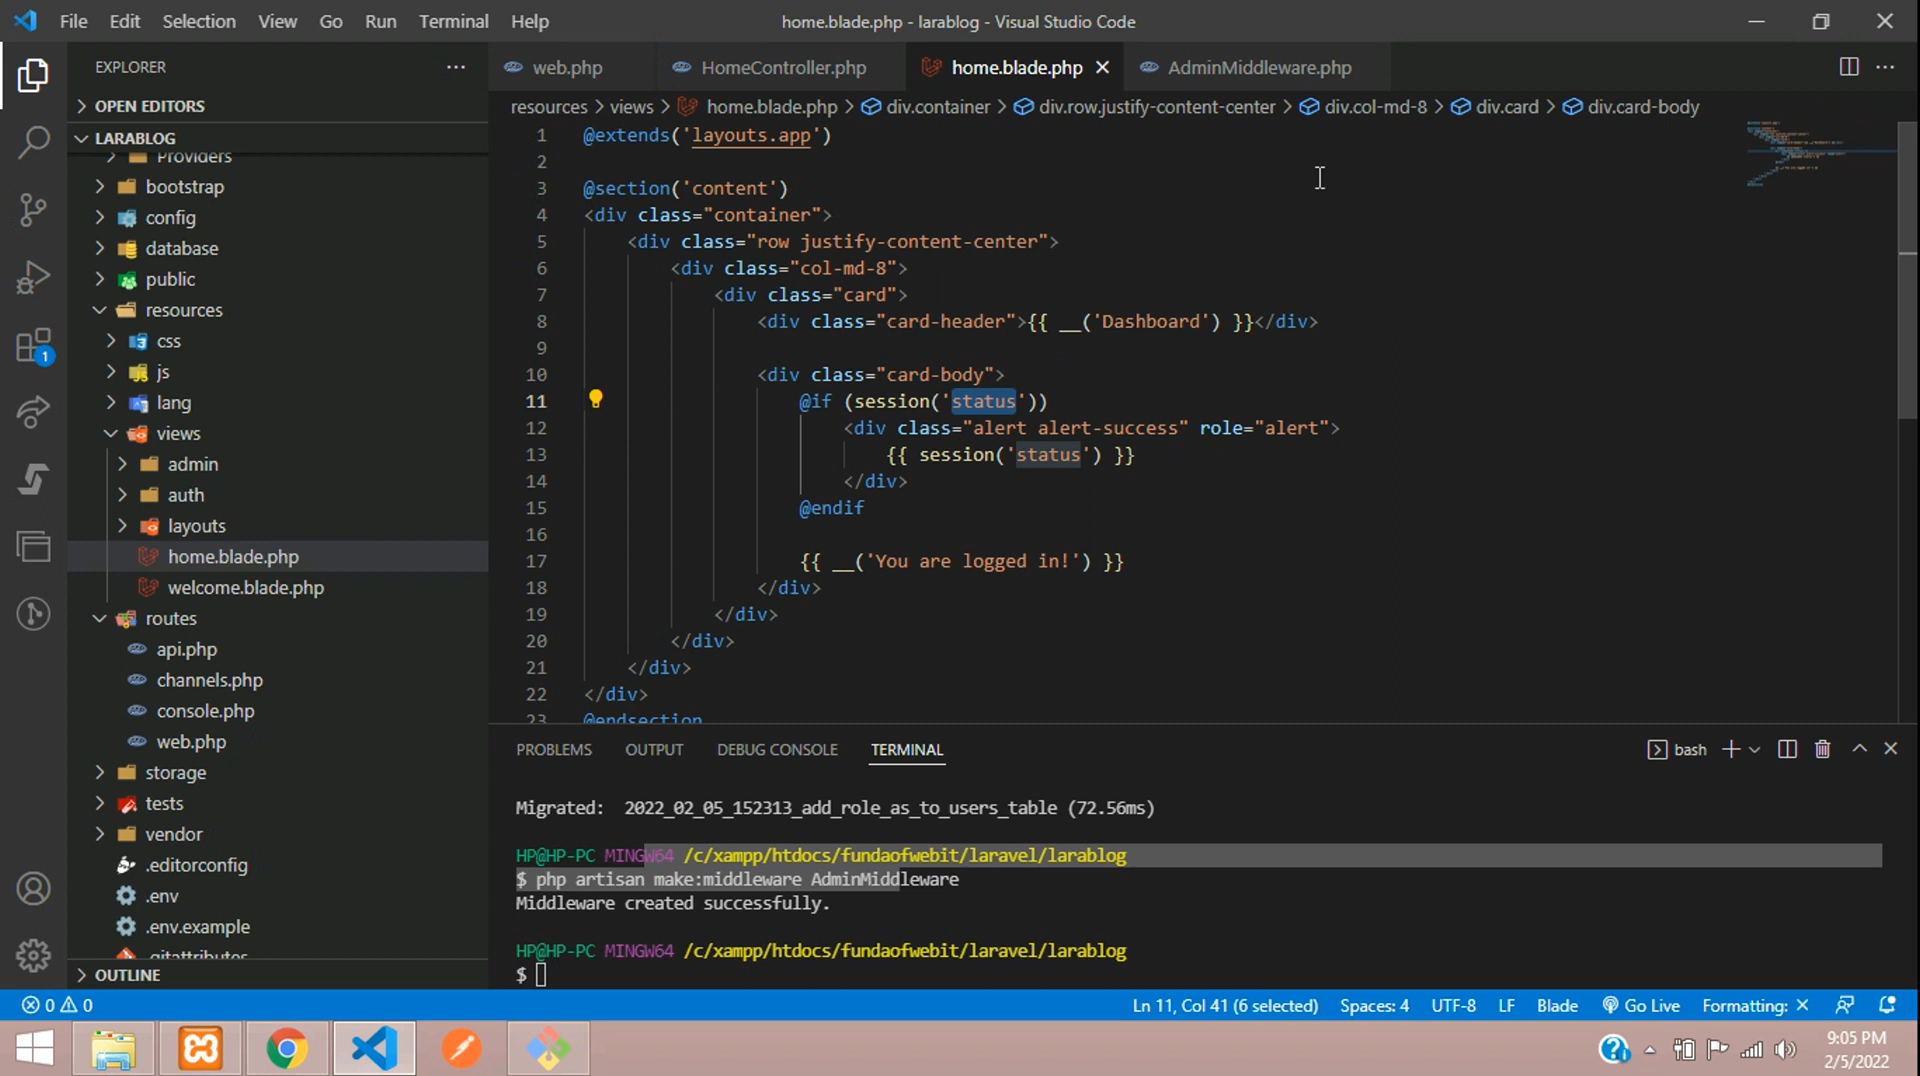 File Edit Selection View Go Run Terminal Help
home.blade.php - larablog - Visual Studio Code
EXPLORER
web.php
HomeController.php
home.blade.php
AdminMiddleware.php
resources > views > home.blade.php > div.container > div.row.justify-content-center > div.col-md-8 > div.card > div.card-body
OPEN EDITORS
LARABLOG
Providers
bootstrap
config
database
public
resources
css
js
lang
views
admin
auth
layouts
home.blade.php
welcome.blade.php
routes
api.php
channels.php
console.php
web.php
storage
tests
vendor
.editorconfig
.env
.env.example
.gitattributes
OUTLINE
1 @extends('layouts.app')
2
3 @section('content')
4 <div class="container">
5 <div class="row justify-content-center">
6 <div class="col-md-8">
7 <div class="card">
8 <div class="card-header">{{ __('Dashboard') }}</div>
9
10 <div class="card-body">
11 @if (session('status'))
12 <div class="alert alert-success" role="alert">
13 {{ session('status') }}
14 </div>
15 @endif
16
17 {{ __('You are logged in!') }}
18 </div>
19 </div>
20 </div>
21 </div>
22 </div>
23 @endsection
PROBLEMS OUTPUT DEBUG CONSOLE TERMINAL
bash
Migrated: 2022_02_05_152313_add_role_as_to_users_table (72.56ms)
HP@HP-PC MINGW64 /c/xampp/htdocs/fundaofwebit/laravel/larablog
$ php artisan make:middleware AdminMiddleware
Middleware created successfully.
HP@HP-PC MINGW64 /c/xampp/htdocs/fundaofwebit/laravel/larablog
$
1
0 0
Ln 11, Col 41 (6 selected) Spaces: 4 UTF-8 LF Blade Go Live Formatting: ×
9:05 PM
2/5/2022